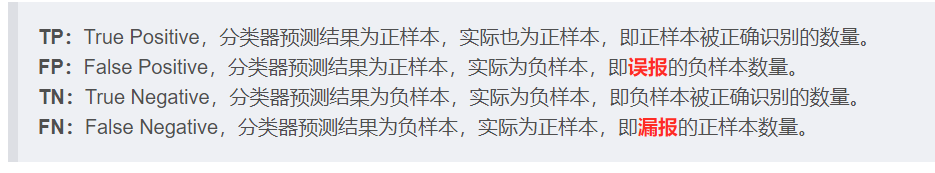 TP：True Positive，分类器预测结果为正样本，实际也为正样本，即正样本被正确识别的数量。
FP：False Positive，分类器预测结果为正样本，实际为负样本，即误报的负样本数量。
TN：True Negative，分类器预测结果为负样本，实际为负样本，即负样本被正确识别的数量。
FN：False Negative，分类器预测结果为负样本，实际为正样本，即漏报的正样本数量。